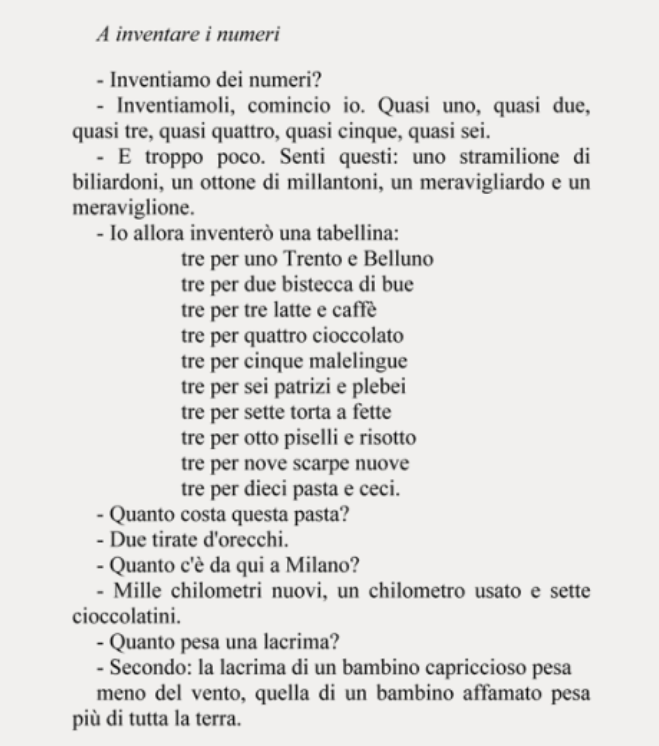 A inventare i numeri
- Inventiamo dei numeri?
- Inventiamoli, comincio io. Quasi uno, quasi due,
quasi tre, quasi quattro, quasi cinque, quasi sei.
- E troppo poco. Senti questi: uno stramilione di
biliardoni, un ottone di millantoni, un meravigliardo e un
meraviglione.
- Io allora inventerò una tabellina:
tre per uno Trento e Belluno
tre per due bistecca di bue
tre per tre latte e caffè
tre per quattro cioccolato
tre per cinque malelingue
tre per sei patrizi e plebei
tre per sette torta a fette
tre per otto piselli e risotto
tre per nove scarpe nuove
tre per dieci pasta e ceci.
- Quanto costa questa pasta?
- Due tirate d'orecchi.
- Quanto c'è da qui a Milano?
- Mille chilometri nuovi, un chilometro usato e sette
cioccolatini.
- Quanto pesa una lacrima?
- Secondo: la lacrima di un bambino capriccioso pesa
meno del vento, quella di un bambino affamato pesa
più di tutta la terra.